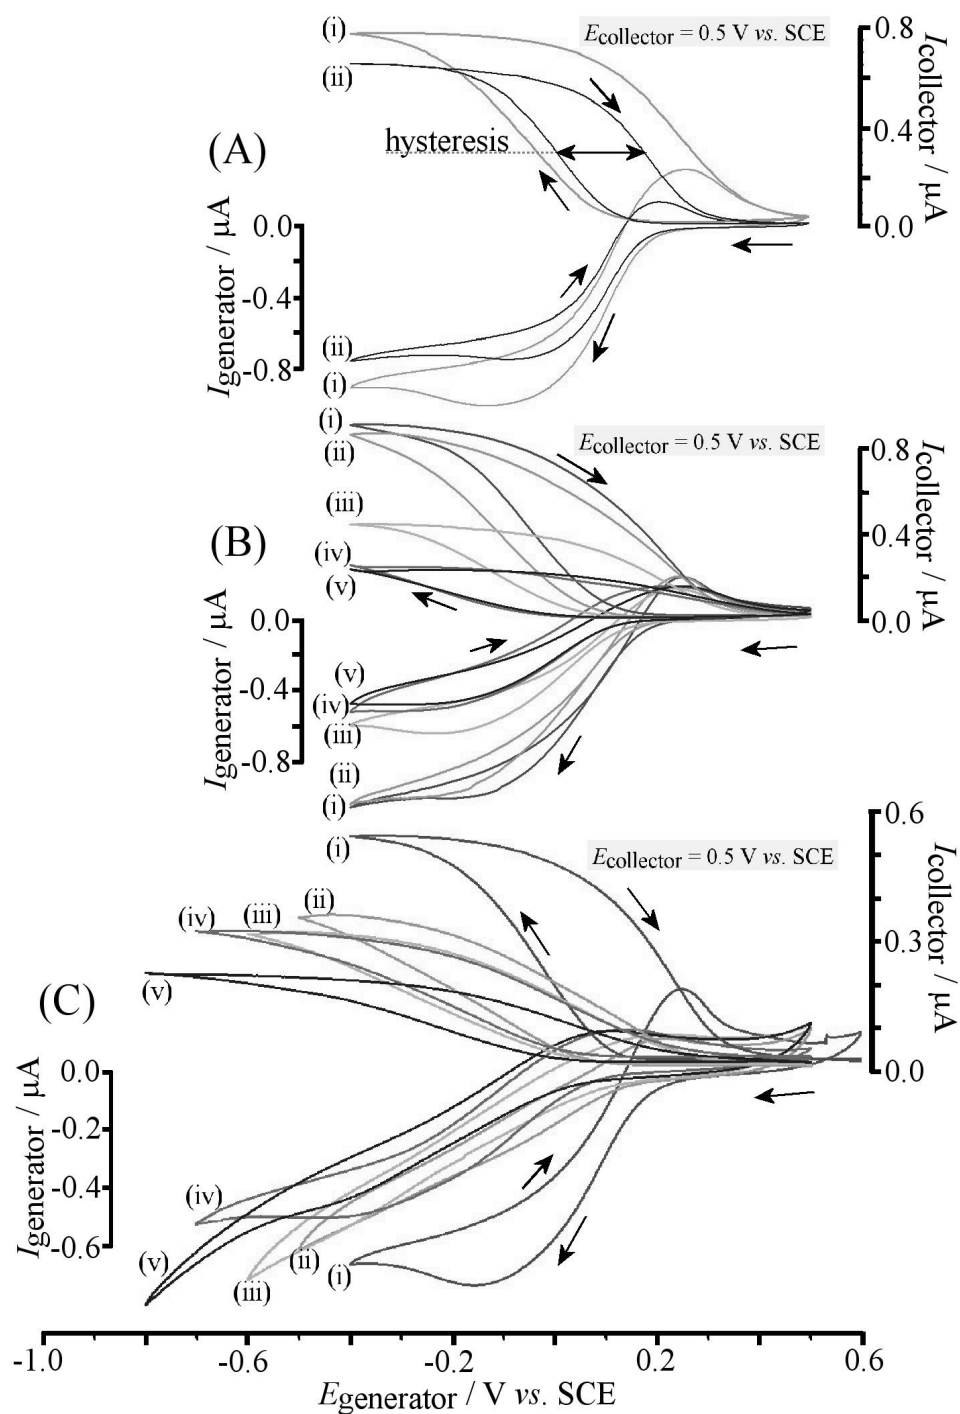 (i)
E collector = 0.5 V vs. SCE
0.8
(ii)
(A)
hysteresis
0.4
I collector / μA
0.0
0.0
-0.4
-0.8
I generator / μA
(ii)
(i)
(i)
(ii)
E collector = 0.5 V vs. SCE
0.8
(iii)
(B)
(iv)
(v)
0.4
I collector / μA
0.0
0.0
-0.4
-0.8
I generator / μA
(v)
(iv)
(iii)
(ii)
(i)
(i)
E collector = 0.5 V vs. SCE
0.6
(ii)
(iii)
(iv)
(v)
(C)
0.3
I collector / μA
0.0
0.0
-0.2
-0.4
-0.6
I generator / μA
(iv)
(v)
(iii)
(ii)
(i)
-1.0 -0.6 -0.2 0.2 0.6
E generator / V vs. SCE